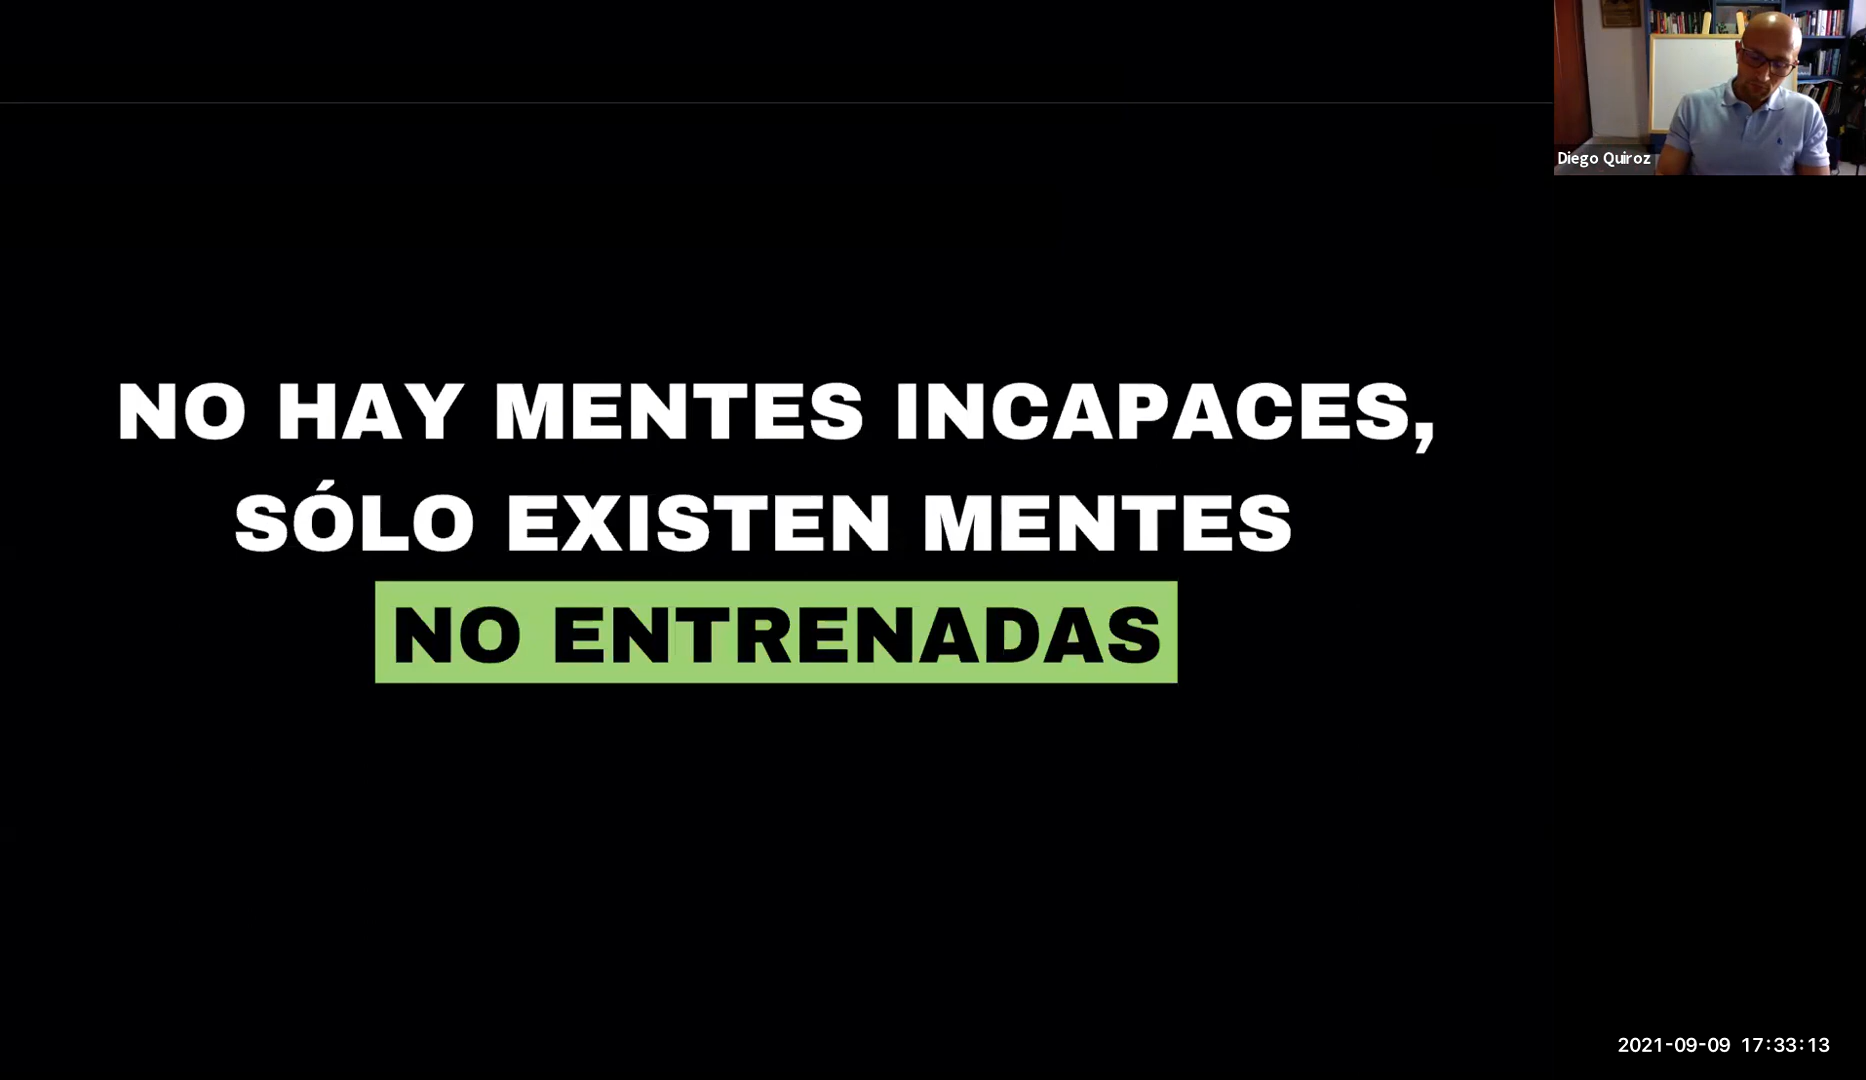 Diego Quiroz
NO HAY MENTES INCAPACES,
SÓLO EXISTEN MENTES
NO ENTRENADAS
2021-09-09 17:33:13